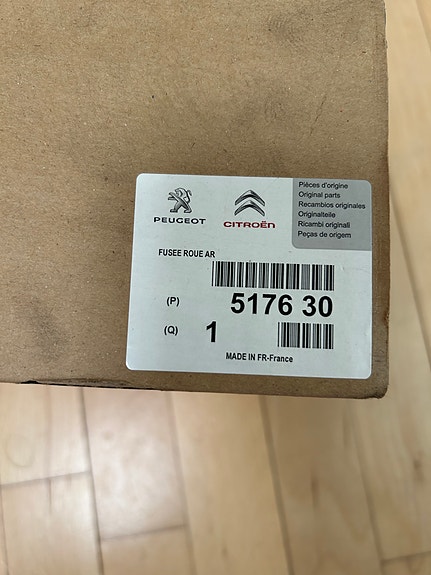 PEUGEOT
CITROËN
Pièces d'origine
Original parts
Recambios originales
Originalteile
Ricambi originali
Peças de origem
FUSEE ROUE AR
(P) 5176 30
(Q) 1
MADE IN FR-France